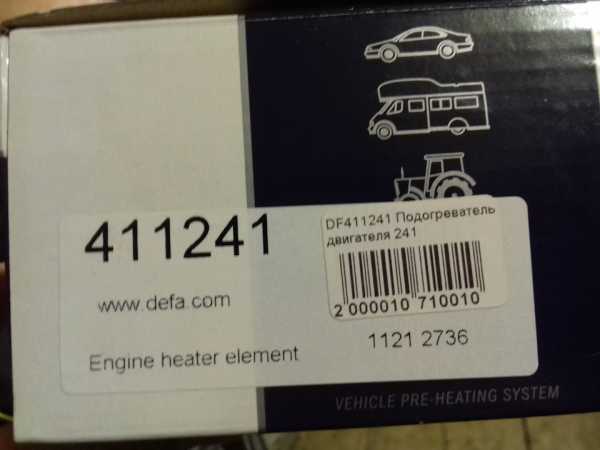 411241
www.defa.com
Engine heater element
DF411241 Подогреватель
двигателя 241
2 000010 710010
1121 2736
VEHICLE PRE-HEATING SYSTEM